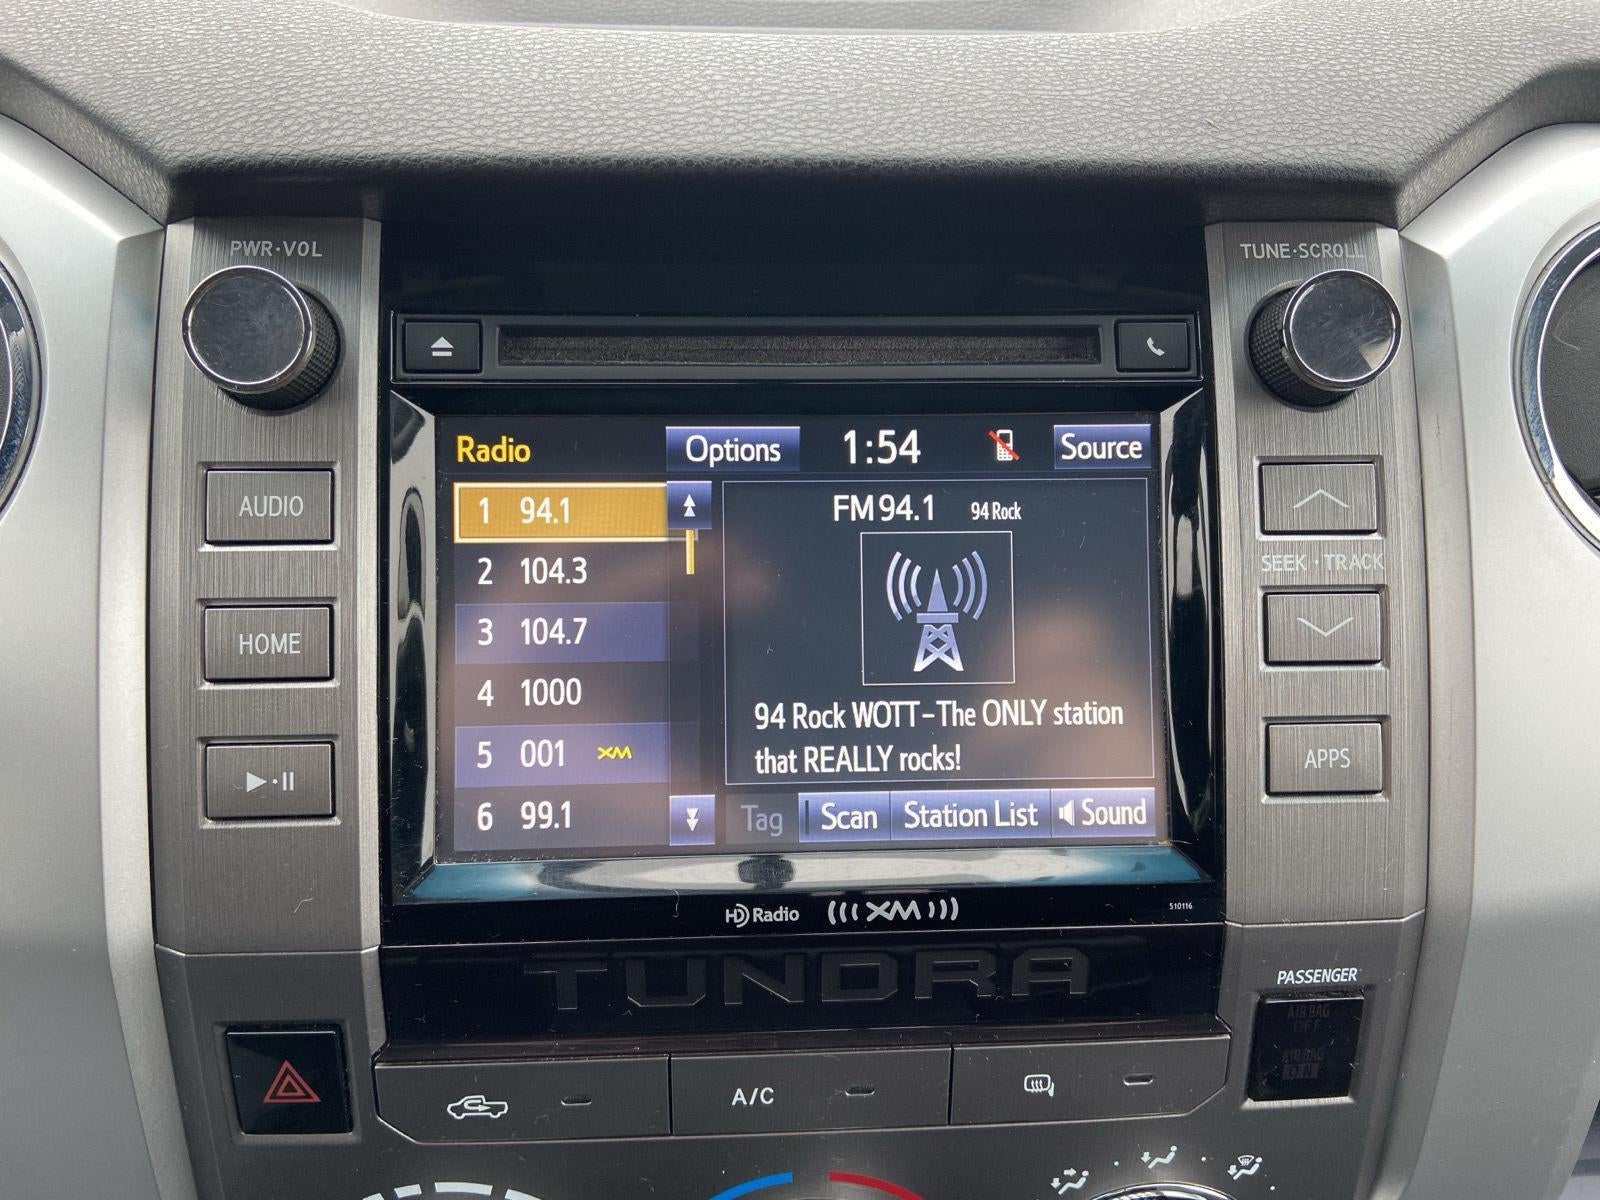 PWR·VOL
TUNE·SCROLL
AUDIO
HOME
SEEK·TRACK
APPS
Radio
Options
1:54
Source
1 94.1
2 104.3
3 104.7
4 1000
5 001 XM
6 99.1
FM 94.1 94 Rock
94 Rock WOTT-The ONLY station
that REALLY rocks!
Tag
Scan
Station List
Sound
HD Radio
((( XM )))
510116
TUNDRA
PASSENGER
AIR BAG
OFF
AIR BAG
ON
A/C